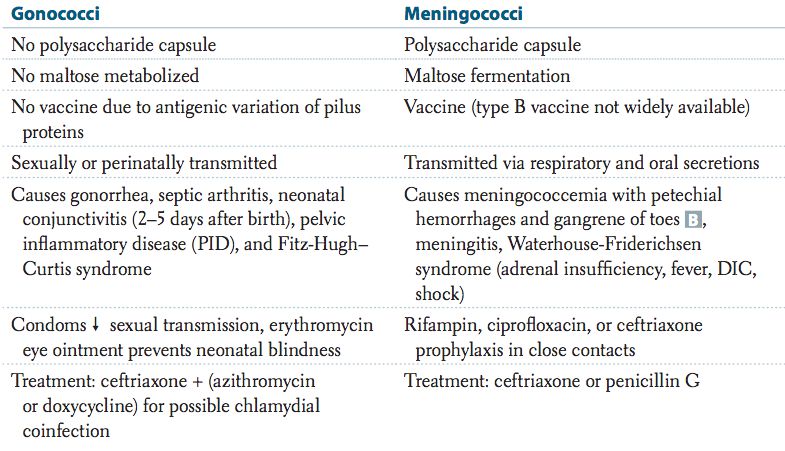 Gonococci Meningococci
No polysaccharide capsule Polysaccharide capsule
No maltose metabolized Maltose fermentation
No vaccine due to antigenic variation of pilus Vaccine (type B vaccine not widely available)
proteins
Sexually or perinatally transmitted Transmitted via respiratory and oral secretions
Causes gonorrhea, septic arthritis, neonatal Causes meningococcemia with petechial
conjunctivitis (2–5 days after birth), pelvic hemorrhages and gangrene of toes B,
inflammatory disease (PID), and Fitz-Hugh– meningitis, Waterhouse-Friderichsen
Curtis syndrome syndrome (adrenal insufficiency, fever, DIC,
shock)
Condoms ↓ sexual transmission, erythromycin Rifampin, ciprofloxacin, or ceftriaxone
eye ointment prevents neonatal blindness prophylaxis in close contacts
Treatment: ceftriaxone + (azithromycin Treatment: ceftriaxone or penicillin G
or doxycycline) for possible chlamydial
coinfection